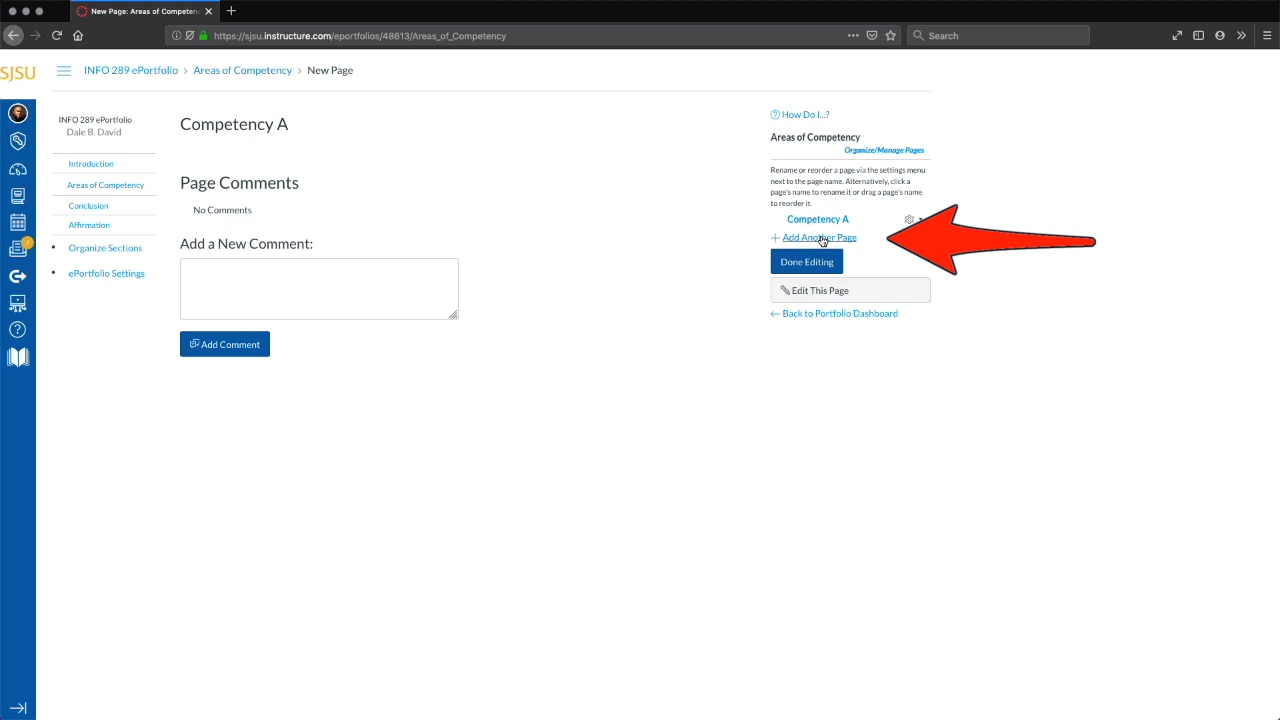 New Page: Areas of Competen
https://sjsu.instructure.com/eportfolios/48613/Areas_of_Competency
Search
SJSU
INFO 289 ePortfolio > Areas of Competency > New Page
INFO 289 ePortfolio
Dale B. David
Introduction
Areas of Competency
Conclusion
Affirmation
Organize Sections
ePortfolio Settings
Competency A
Page Comments
No Comments
Add a New Comment:
Add Comment
How Do I...?
Areas of Competency
Organize/Manage Pages
Rename or reorder a page via the settings menu
next to the page name. Alternatively, click a
page's name to rename it or drag a page's name
to reorder it.
Competency A
Add Another Page
Done Editing
Edit This Page
Back to Portfolio Dashboard